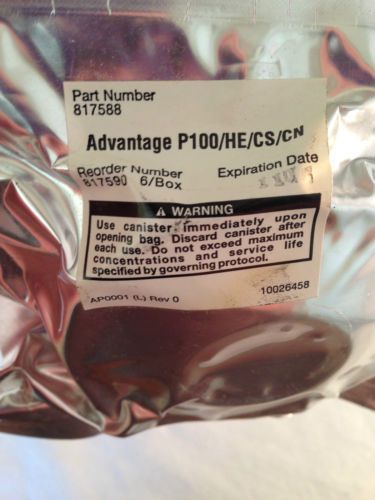 Part Number
817588
Advantage P100/HE/CS/CN
Reorder Number
817590 6/Box
Expiration Date
WARNING
Use canister immediately upon
opening bag. Discard canister after
each use. Do not exceed maximum
concentrations and service life
specified by governing protocol.
AP0001 (L) Rev 0
10026458